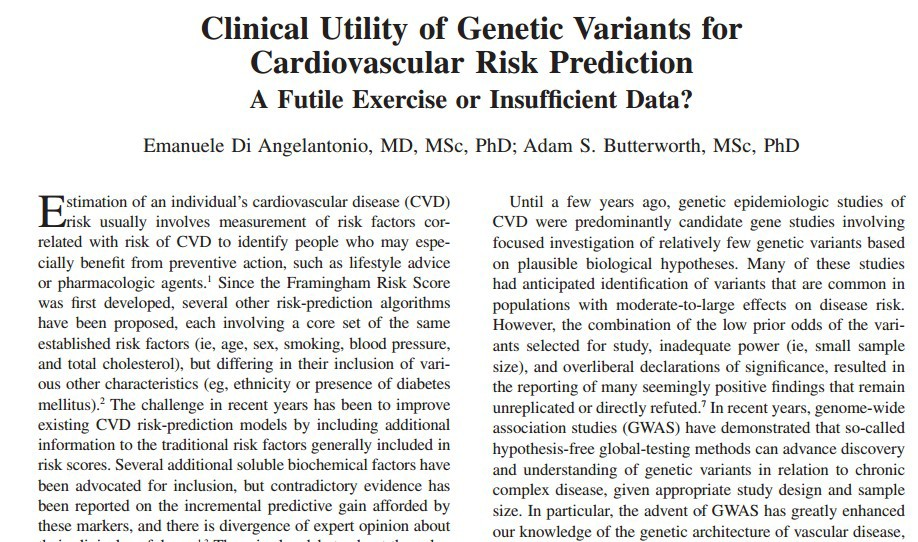 Clinical Utility of Genetic Variants for
Cardiovascular Risk Prediction
A Futile Exercise or Insufficient Data?
Emanuele Di Angelantonio, MD, MSc, PhD; Adam S. Butterworth, MSc, PhD
Estimation of an individual's cardiovascular disease (CVD)
risk usually involves measurement of risk factors cor-
related with risk of CVD to identify people who may espe-
cially benefit from preventive action, such as lifestyle advice
or pharmacologic agents.1 Since the Framingham Risk Score
was first developed, several other risk-prediction algorithms
have been proposed, each involving a core set of the same
established risk factors (ie, age, sex, smoking, blood pressure,
and total cholesterol), but differing in their inclusion of vari-
ous other characteristics (eg, ethnicity or presence of diabetes
mellitus).2 The challenge in recent years has been to improve
existing CVD risk-prediction models by including additional
information to the traditional risk factors generally included in
risk scores. Several additional soluble biochemical factors have
been advocated for inclusion, but contradictory evidence has
been reported on the incremental predictive gain afforded by
these markers, and there is divergence of expert opinion about
Until a few years ago, genetic epidemiologic studies of
CVD were predominantly candidate gene studies involving
focused investigation of relatively few genetic variants based
on plausible biological hypotheses. Many of these studies
had anticipated identification of variants that are common in
populations with moderate-to-large effects on disease risk.
However, the combination of the low prior odds of the vari-
ants selected for study, inadequate power (ie, small sample
size), and overliberal declarations of significance, resulted in
the reporting of many seemingly positive findings that remain
unreplicated or directly refuted.7 In recent years, genome-wide
association studies (GWAS) have demonstrated that so-called
hypothesis-free global-testing methods can advance discovery
and understanding of genetic variants in relation to chronic
complex disease, given appropriate study design and sample
size. In particular, the advent of GWAS has greatly enhanced
our knowledge of the genetic architecture of vascular disease,